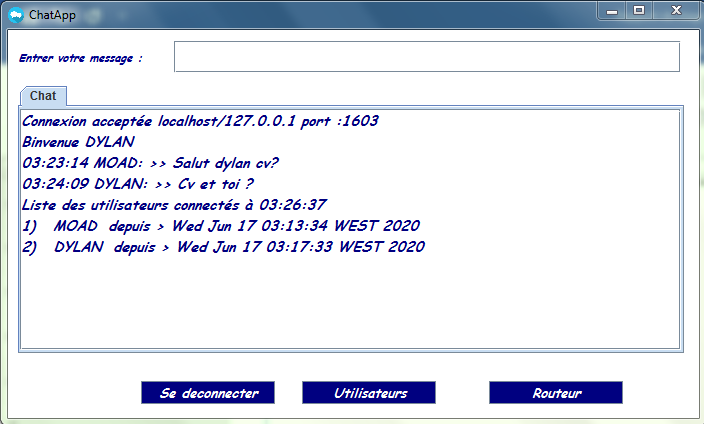 ChatApp
Entrer votre message :
Chat
Connexion acceptée localhost/127.0.0.1 port :1603
Binvenue DYLAN
03:23:14 MOAD: >> Salut dylan cv?
03:24:09 DYLAN: >> Cv et toi ?
Liste des utilisateurs connectés à 03:26:37
1) MOAD depuis > Wed Jun 17 03:13:34 WEST 2020
2) DYLAN depuis > Wed Jun 17 03:17:33 WEST 2020
Se deconnecter Utilisateurs Routeur